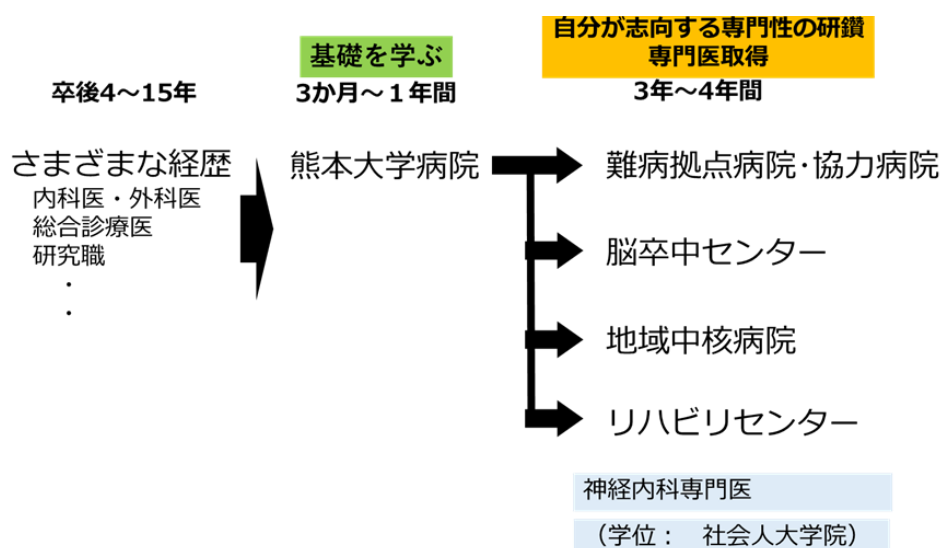 基礎を学ぶ
自分が志向する専門性の研鑽
専門医取得
卒後4～15年
3か月～１年間
3年～4年間
さまざまな経歴
内科医・外科医
総合診療医
研究職
・
・
熊本大学病院
難病拠点病院･協力病院
脳卒中センター
地域中核病院
リハビリセンター
神経内科専門医
（学位：　社会人大学院）